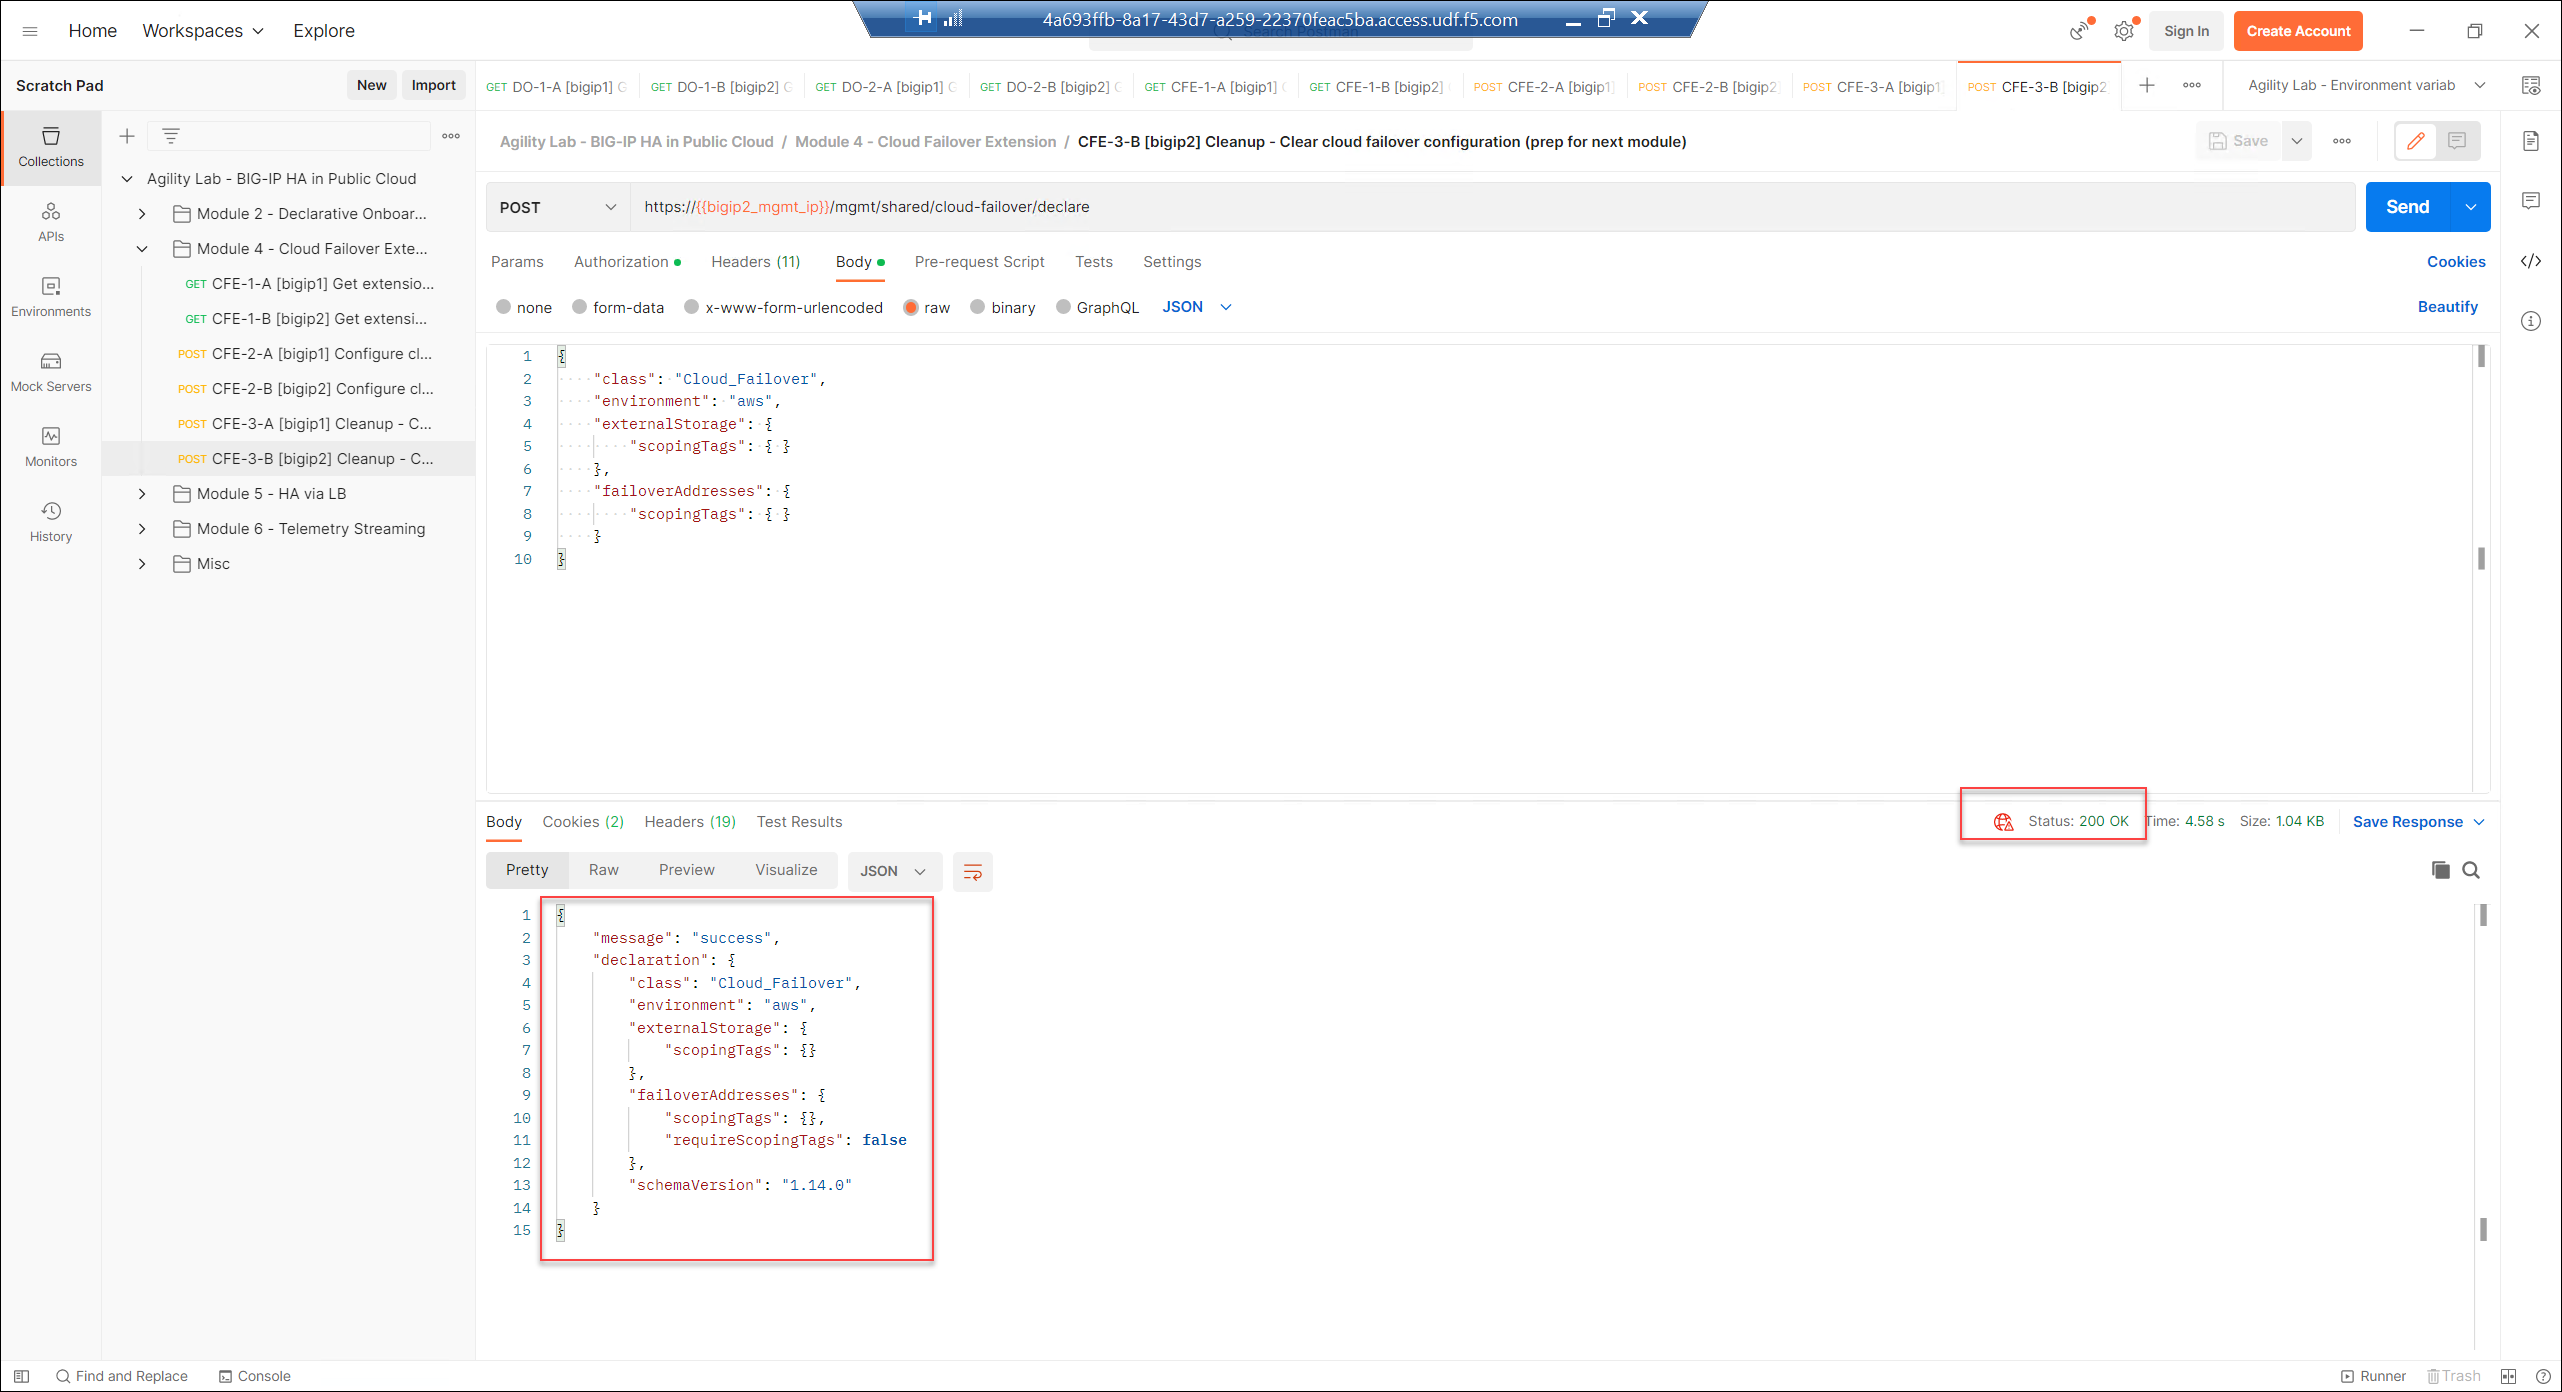 4a693ffb-8a17-43d7-a259-22370feac5ba.access.udf.f5.com
Home Workspaces Explore
Search Postman
Sign In Create Account
Scratch Pad New Import
GET DO-1-A [bigip1] GET DO-1-B [bigip2] GET DO-2-A [bigip1] GET DO-2-B [bigip2] GET CFE-1-A [bigip1] GET CFE-1-B [bigip2] POST CFE-2-A [bigip1] POST CFE-2-B [bigip2] POST CFE-3-A [bigip1] POST CFE-3-B [bigip2
Agility Lab - Environment variab
Collections
APIs
Environments
Mock Servers
Monitors
History
Agility Lab - BIG-IP HA in Public Cloud
Module 2 - Declarative Onboar...
Module 4 - Cloud Failover Exte...
GET CFE-1-A [bigip1] Get extensio...
GET CFE-1-B [bigip2] Get extensi...
POST CFE-2-A [bigip1] Configure cl...
POST CFE-2-B [bigip2] Configure cl...
POST CFE-3-A [bigip1] Cleanup - C...
POST CFE-3-B [bigip2] Cleanup - C...
Module 5 - HA via LB
Module 6 - Telemetry Streaming
Misc
Agility Lab - BIG-IP HA in Public Cloud / Module 4 - Cloud Failover Extension / CFE-3-B [bigip2] Cleanup - Clear cloud failover configuration (prep for next module)
Save
POST https://{{bigip2_mgmt_ip}}/mgmt/shared/cloud-failover/declare Send
Params Authorization Headers (11) Body Pre-request Script Tests Settings Cookies
none form-data x-www-form-urlencoded raw binary GraphQL JSON Beautify
1 {
2 "class": "Cloud_Failover",
3 "environment": "aws",
4 "externalStorage": {
5 "scopingTags": { }
6 },
7 "failoverAddresses": {
8 "scopingTags": { }
9 }
10 }
Body Cookies (2) Headers (19) Test Results Status: 200 OK Time: 4.58 s Size: 1.04 KB Save Response
Pretty Raw Preview Visualize JSON
1 {
2 "message": "success",
3 "declaration": {
4 "class": "Cloud_Failover",
5 "environment": "aws",
6 "externalStorage": {
7 "scopingTags": {}
8 },
9 "failoverAddresses": {
10 "scopingTags": {},
11 "requireScopingTags": false
12 },
13 "schemaVersion": "1.14.0"
14 }
15 }
Find and Replace Console Runner Trash